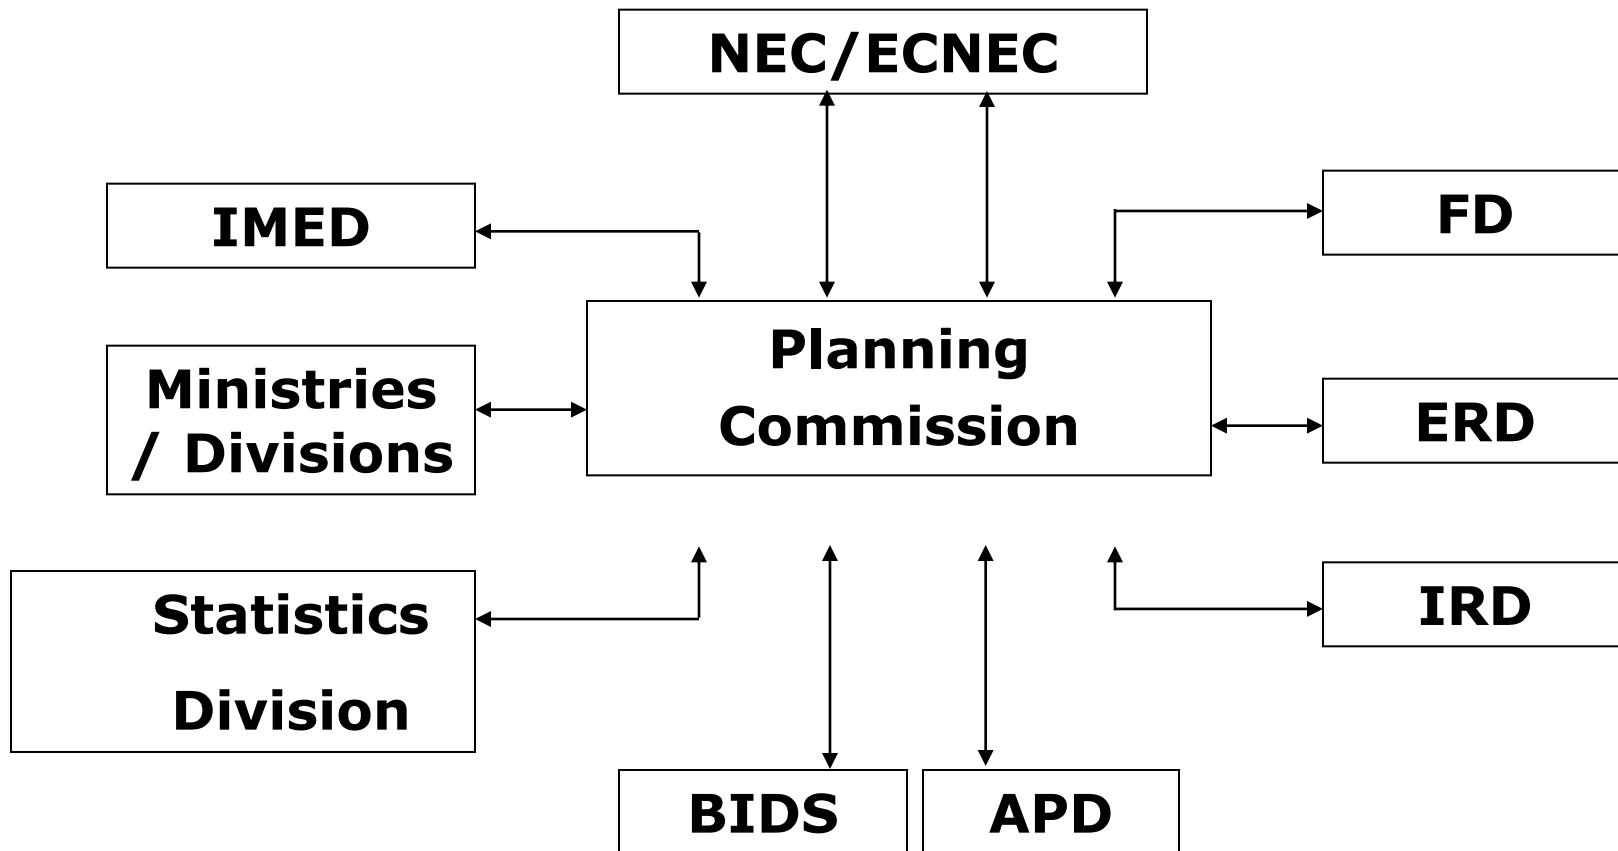 NEC/ECNEC
IMED
FD
Planning
Commission
Ministries
/ Divisions
ERD
Statistics
Division
IRD
BIDS
APD